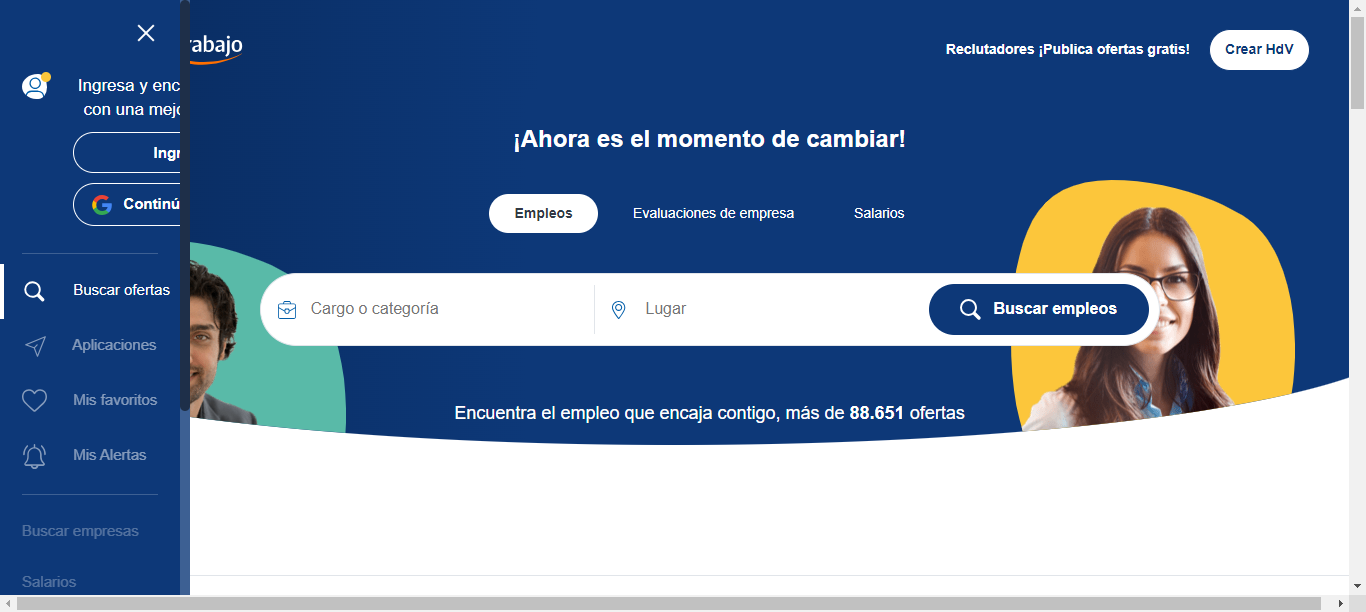 rabajo
Reclutadores ¡Publica ofertas gratis!
Crear HdV
Ingresa y enc
con una mejo
Ingr
Continú
Buscar ofertas
Aplicaciones
Mis favoritos
Mis Alertas
Buscar empresas
Salarios
¡Ahora es el momento de cambiar!
Empleos
Evaluaciones de empresa
Salarios
Cargo o categoría
Lugar
Buscar empleos
Encuentra el empleo que encaja contigo, más de 88.651 ofertas